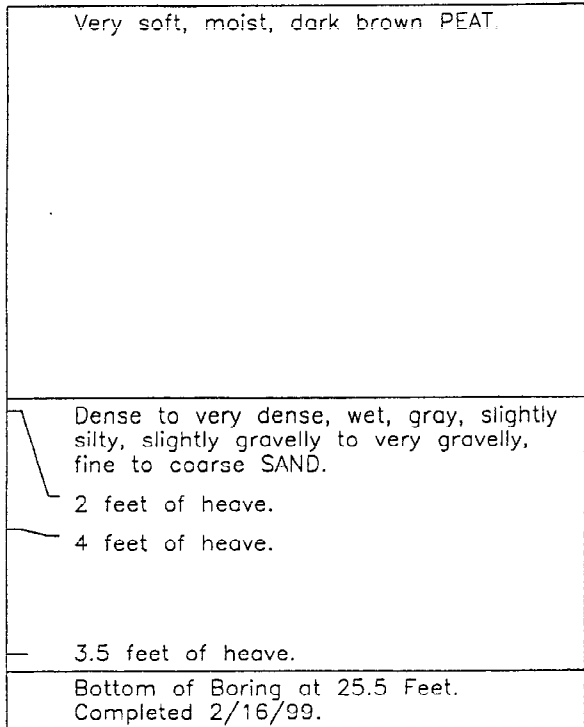 Very soft, moist, dark brown PEAT.
Dense to very dense, wet, gray, slightly
silty, slightly gravelly to very gravelly,
fine to coarse SAND.
2 feet of heave.
4 feet of heave.
3.5 feet of heave.
Bottom of Boring at 25.5 Feet.
Completed 2/16/99.